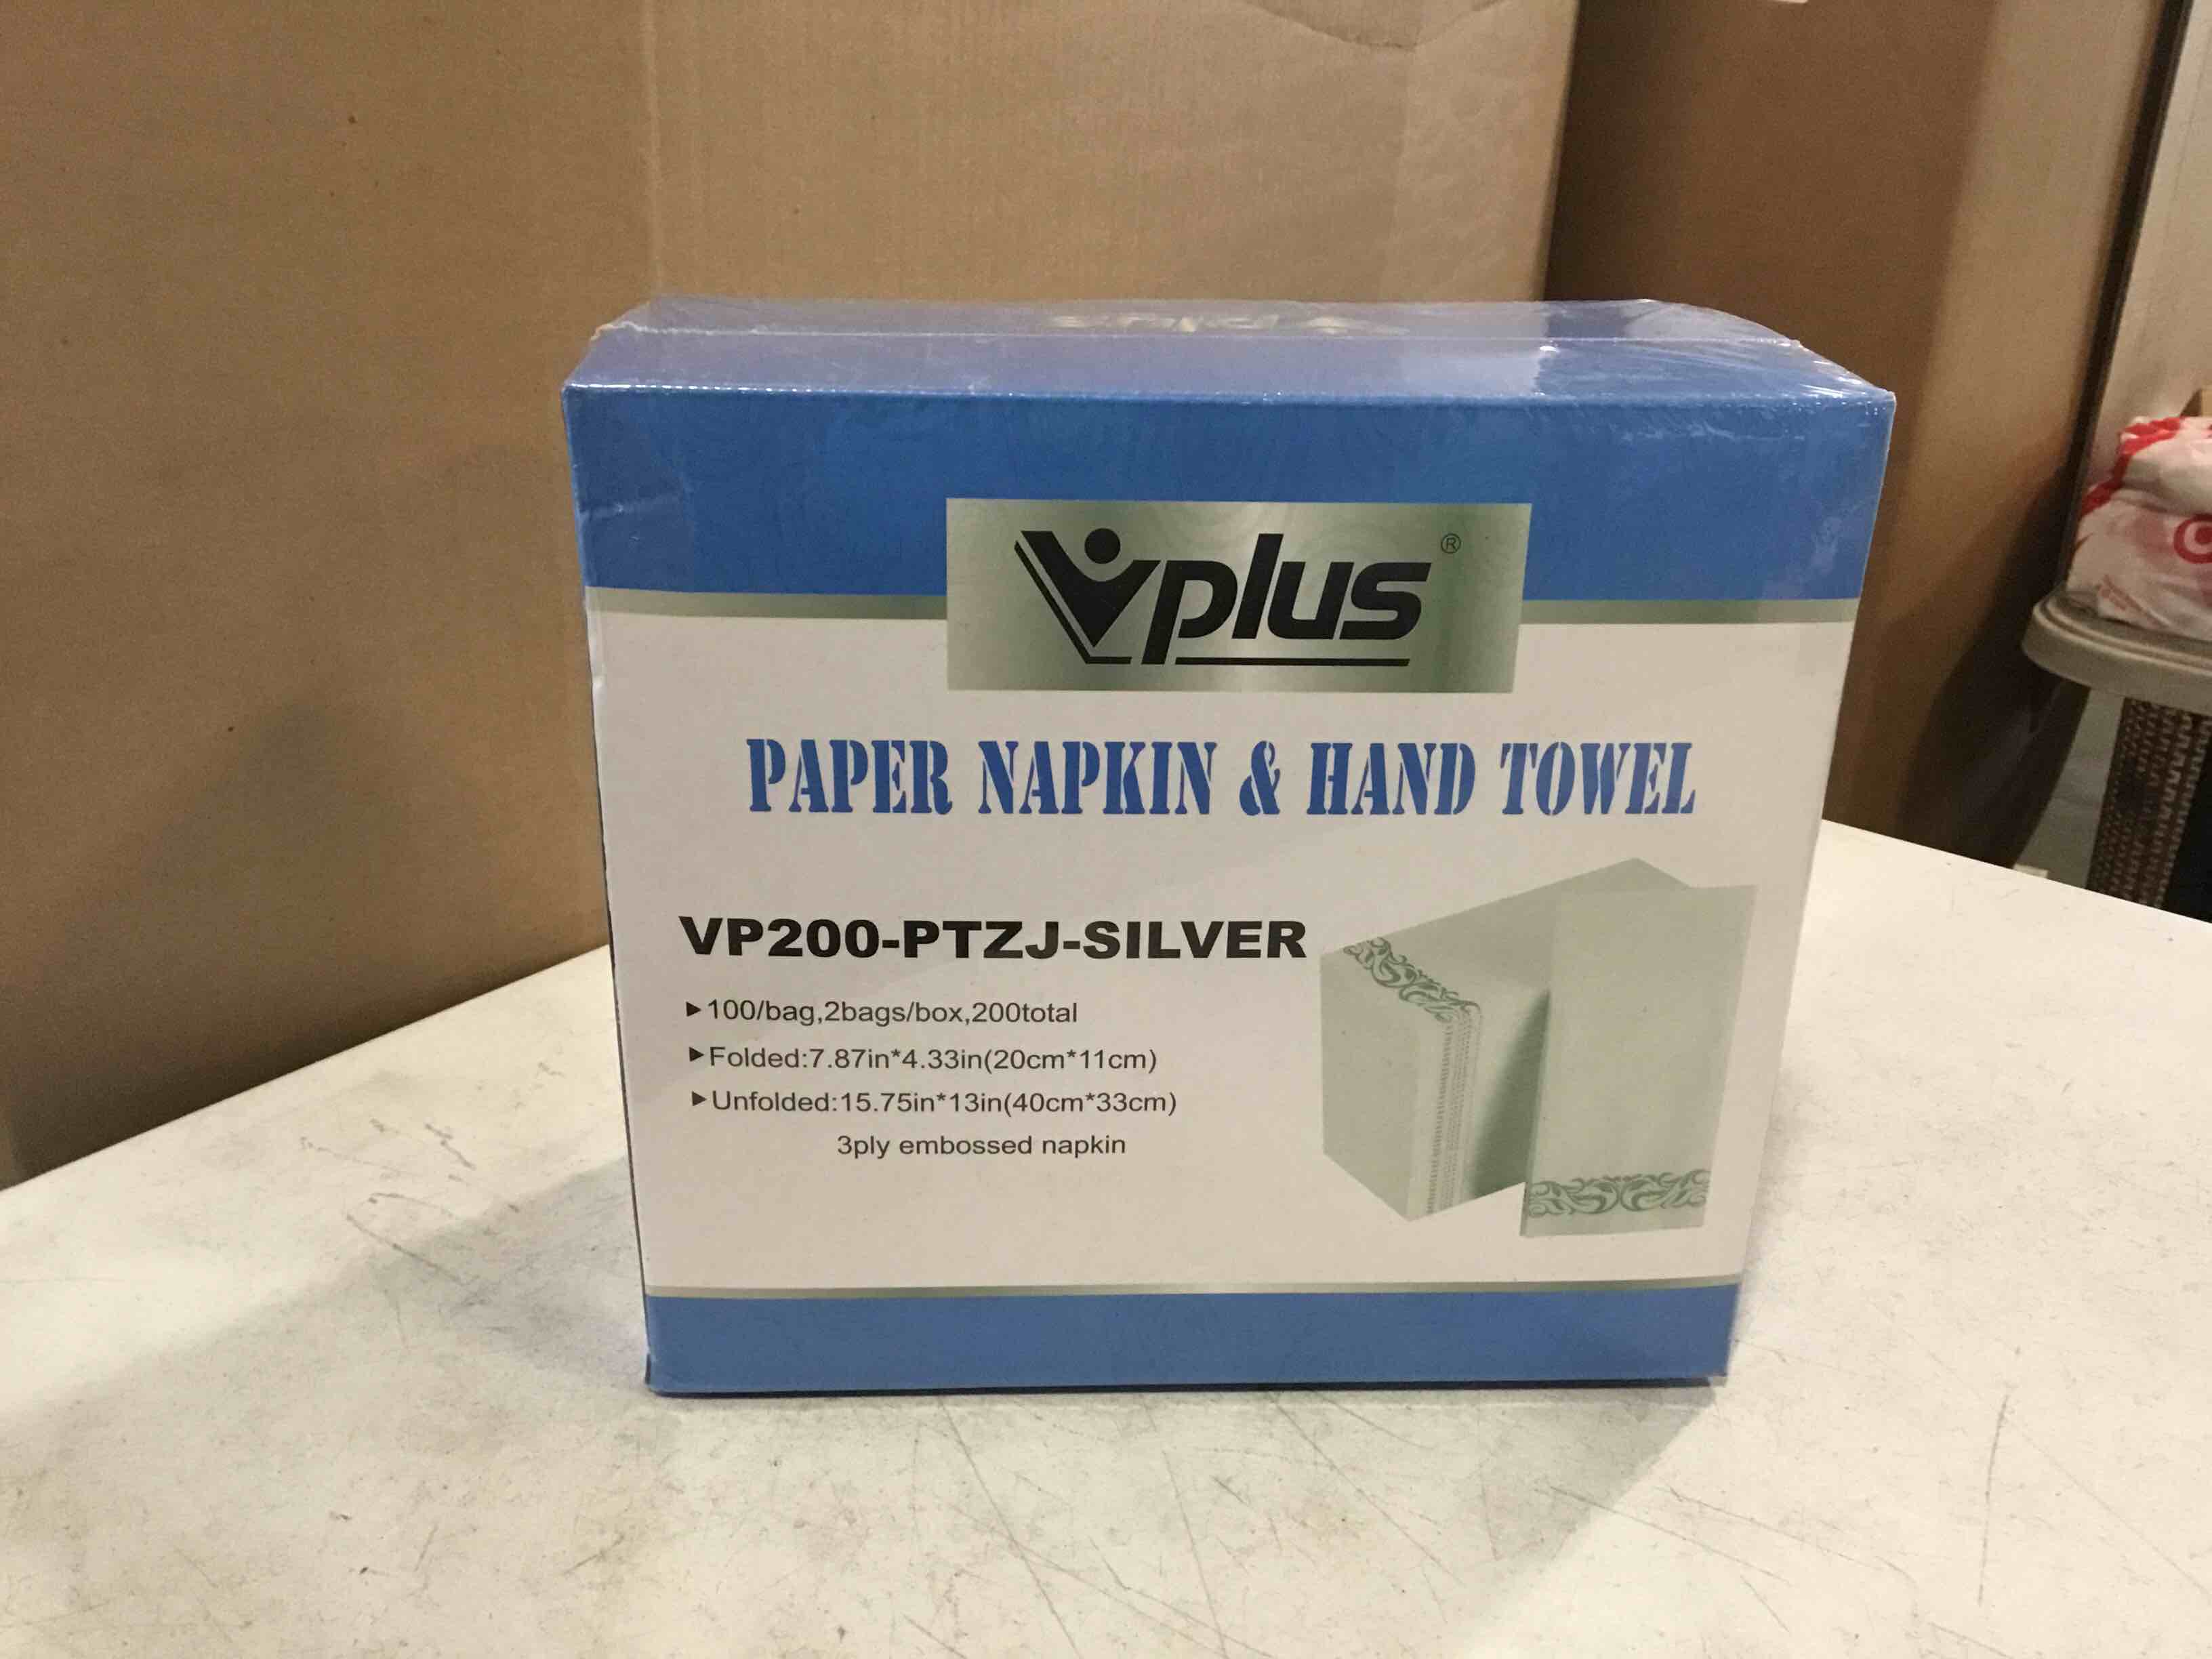 Vplus®
PAPER NAPKIN & HAND TOWEL
VP200-PTZJ-SILVER
►100/bag,2bags/box,200total
►Folded:7.87in*4.33in(20cm*11cm)
►Unfolded:15.75in*13in(40cm*33cm)
3ply embossed napkin